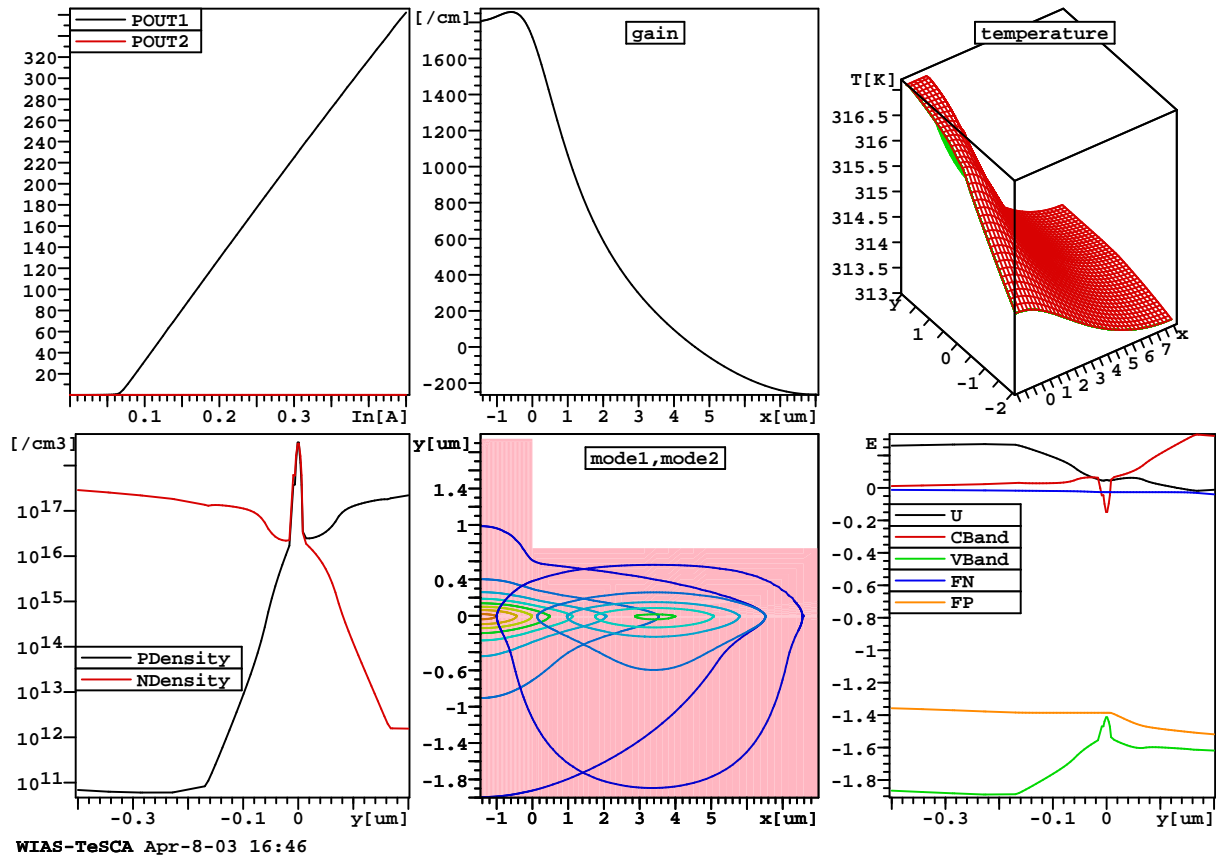 POUT1
POUT2
320
300
280
260
240
220
200
180
160
140
120
100
80
60
40
20
0.1 0.2 0.3 In[A]
[/cm]
gain
1600
1400
1200
1000
800
600
400
200
0
-200
-1 0 1 2 3 4 5 x[um]
temperature
T[K]
316.5
316
315.5
315
314.5
314
313.5
313
y
1
0
-1
-2
0 1 2 3 4 5 6 7 x
[/cm3]
10^17
10^16
10^15
10^14
10^13
10^12
10^11
PDensity
NDensity
-0.3 -0.1 0 y[um]
y[um]
mode1,mode2
1.4
1
0.4
0
-0.6
-1
-1.4
-1.8
-1 0 1 2 3 4 5 x[um]
E
0
-0.2
-0.4
-0.6
-0.8
-1
-1.2
-1.4
-1.6
-1.8
U
CBand
VBand
FN
FP
-0.3 -0.1 0 y[um]
WIAS-TeSCA Apr-8-03 16:46